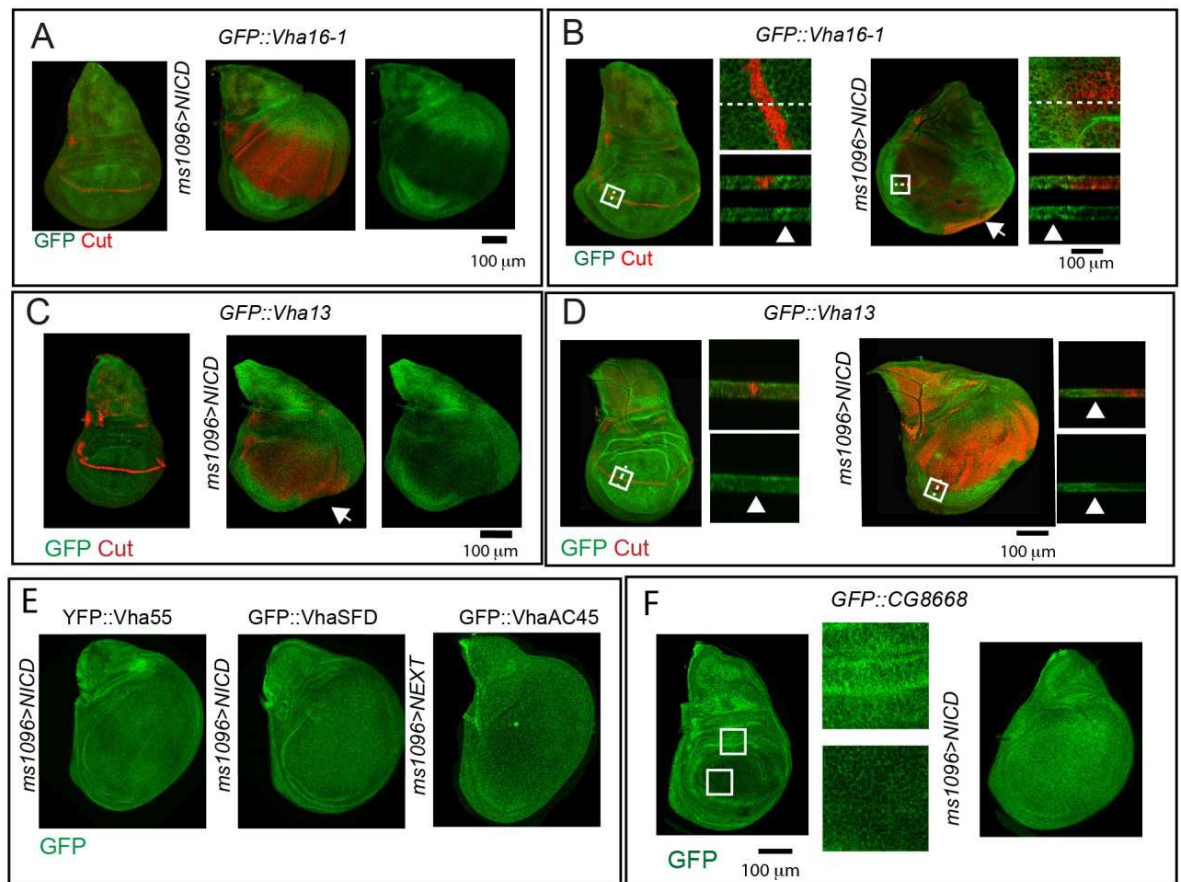 A
GFP::Vha16-1
ms1096>NICD
GFP Cut
100 μm
B
GFP::Vha16-1
ms1096>NICD
GFP Cut
100 μm
C
GFP::Vha13
ms1096>NICD
GFP Cut
100 μm
D
GFP::Vha13
ms1096>NICD
GFP Cut
100 μm
E
YFP::Vha55
GFP::VhaSFD
GFP::VhaAC45
ms1096>NICD
ms1096>NICD
ms1096>NEXT
GFP
F
GFP::CG8668
ms1096>NICD
GFP
100 μm